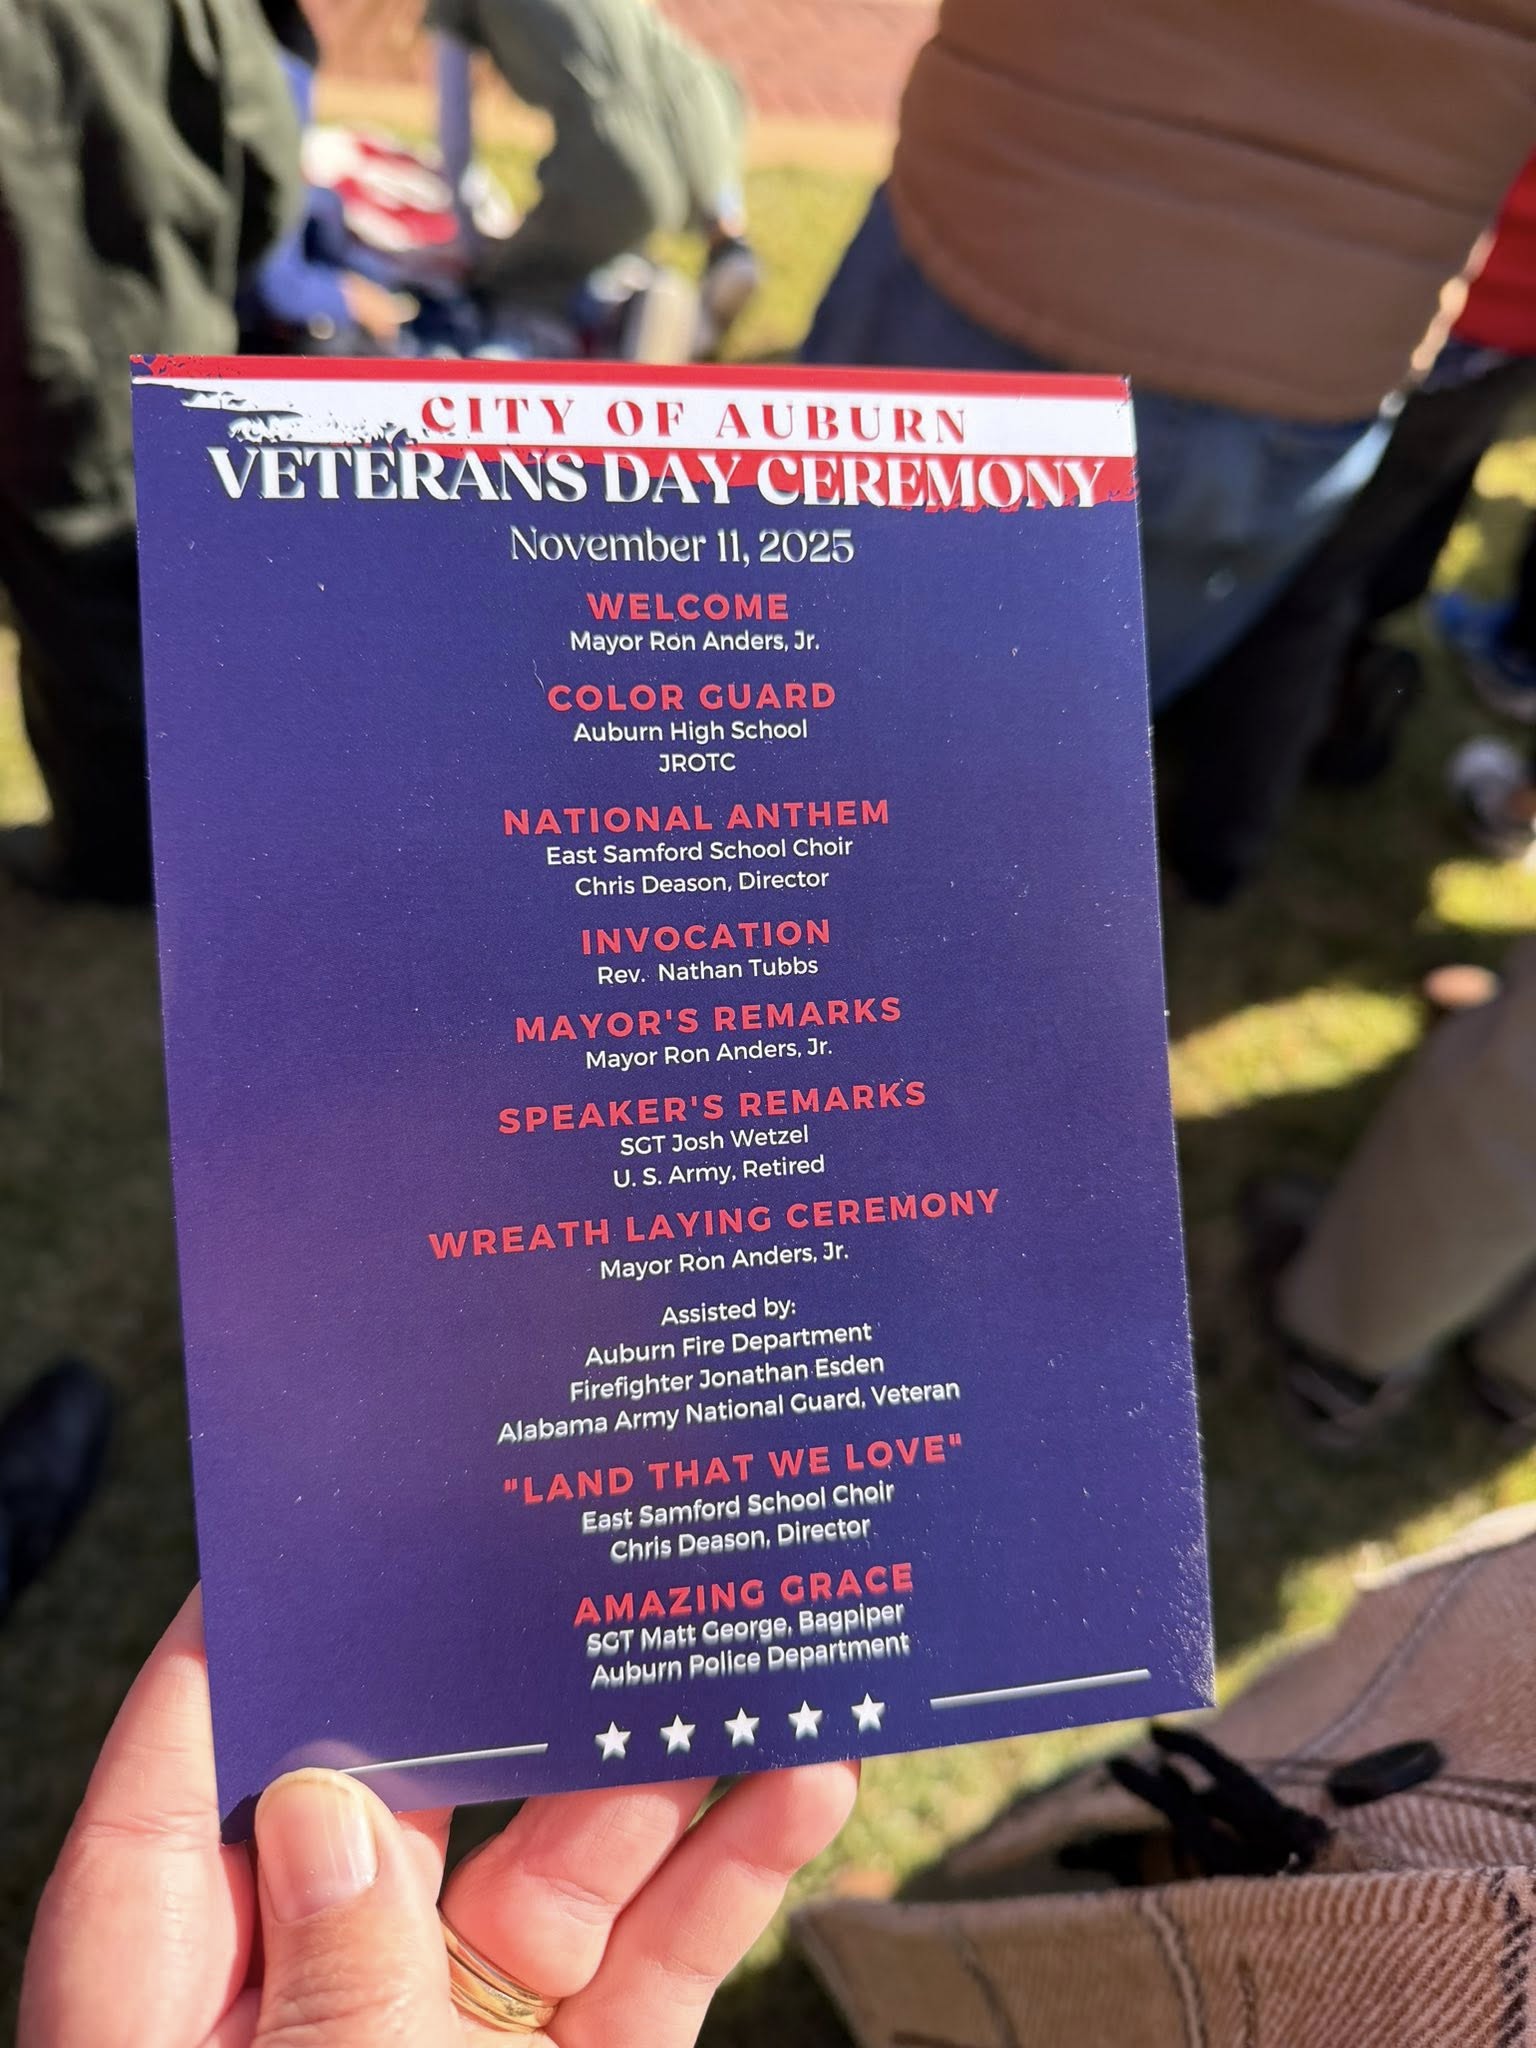 CITY OF AUBURN
VETERANS DAY CEREMONY
November 11, 2025
WELCOME
Mayor Ron Anders, Jr.
COLOR GUARD
Auburn High School
JROTC
NATIONAL ANTHEM
East Samford School Choir
Chris Deason, Director
INVOCATION
Rev. Nathan Tubbs
MAYOR'S REMARKS
Mayor Ron Anders, Jr.
SPEAKER'S REMARKS
SGT Josh Wetzel
U. S. Army, Retired
WREATH LAYING CEREMONY
Mayor Ron Anders, Jr.
Assisted by:
Auburn Fire Department
Firefighter Jonathan Esden
Alabama Army National Guard, Veteran
"LAND THAT WE LOVE"
East Samford School Choir
Chris Deason, Director
AMAZING GRACE
SGT Matt George, Bagpiper
Auburn Police Department